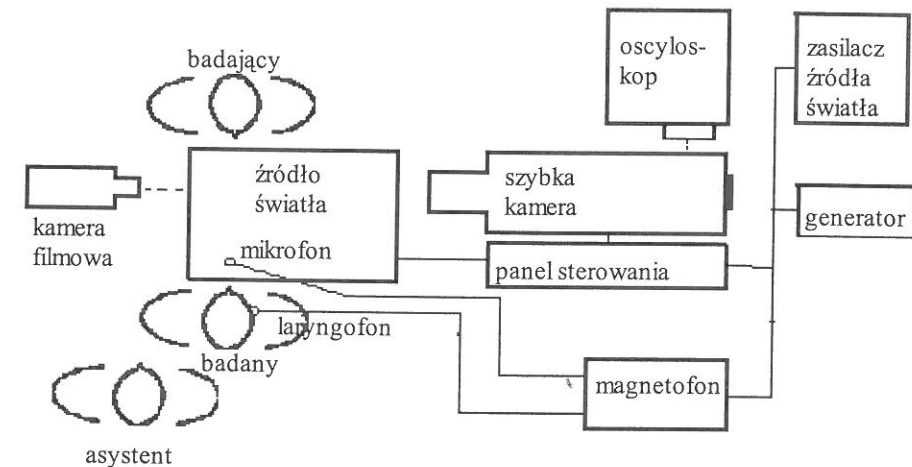 badający
oscylos-
kop
zasilacz
źródła
światła
źródło
światła
szybka
kamera
kamera
filmowa
mikrofon
panel sterowania
generator
laryngofon
badany
magnetofon
asystent